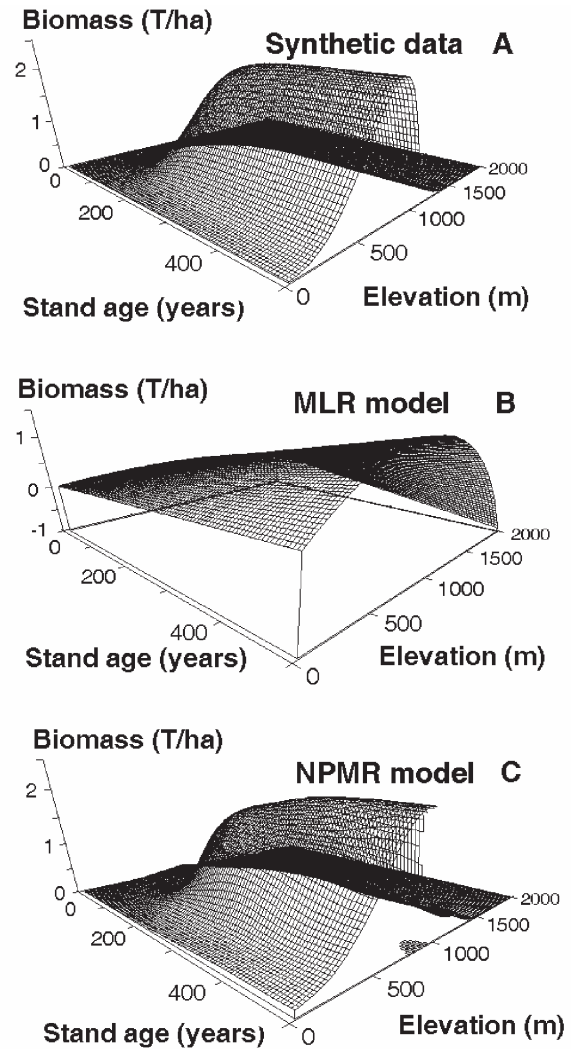 Biomass (T/ha)
Synthetic data A
2
1
0
0
200
400
Stand age (years)
0
500
1000
1500
2000
Elevation (m)
Biomass (T/ha)
MLR model B
1
0
-1
0
200
400
Stand age (years)
0
500
1000
1500
2000
Elevation (m)
Biomass (T/ha)
NPMR model C
2
1
0
0
200
400
Stand age (years)
0
500
1000
1500
2000
Elevation (m)